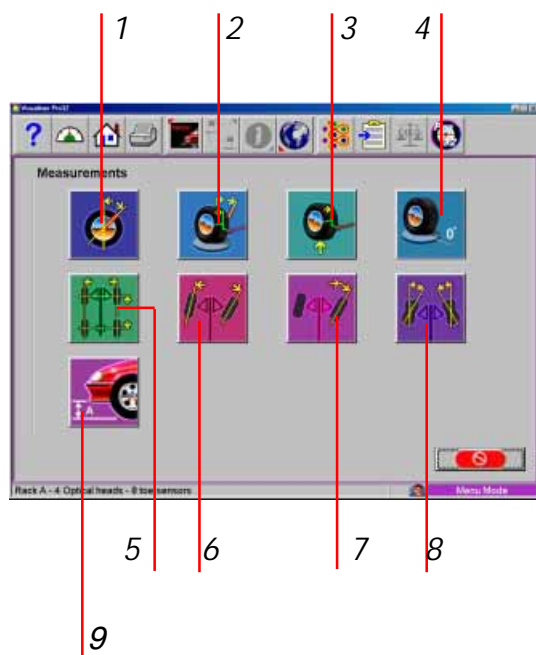 1 2 3 4
Visualiner Pro32
?
Measurements
0°
A
Rack A - 4 Optical heads - 8 toe sensors Menu Mode
5 6 7 8
9